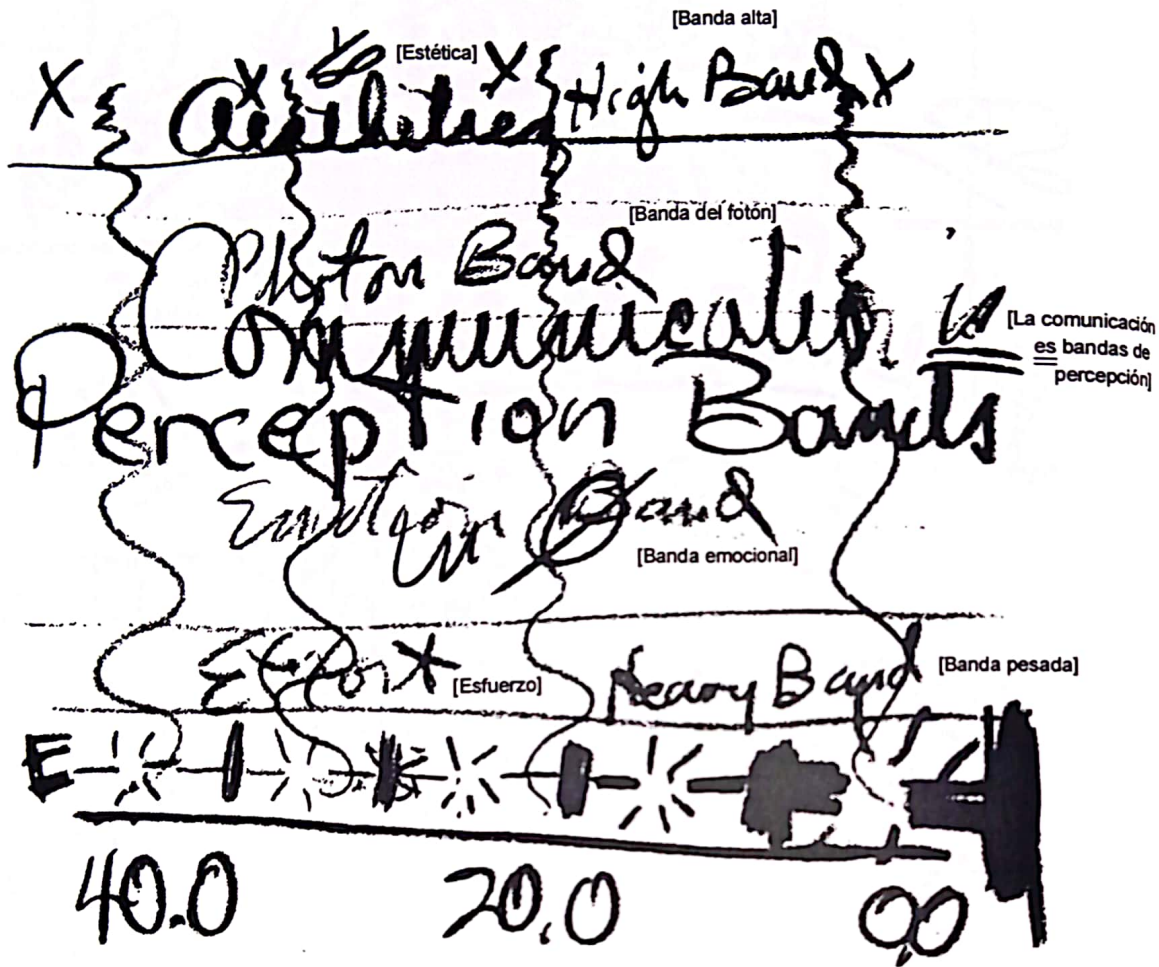 [Banda alta]
X X [Estética] X High Band X
Aesthetics
[Banda del fotón]
Photon Band
Communication is
[La comunicación
es bandas de
percepción]
Perception Bands
Emotion Band
[Banda emocional]
Effort [Esfuerzo] Heavy Band [Banda pesada]
E
40.0 20.0 0.0